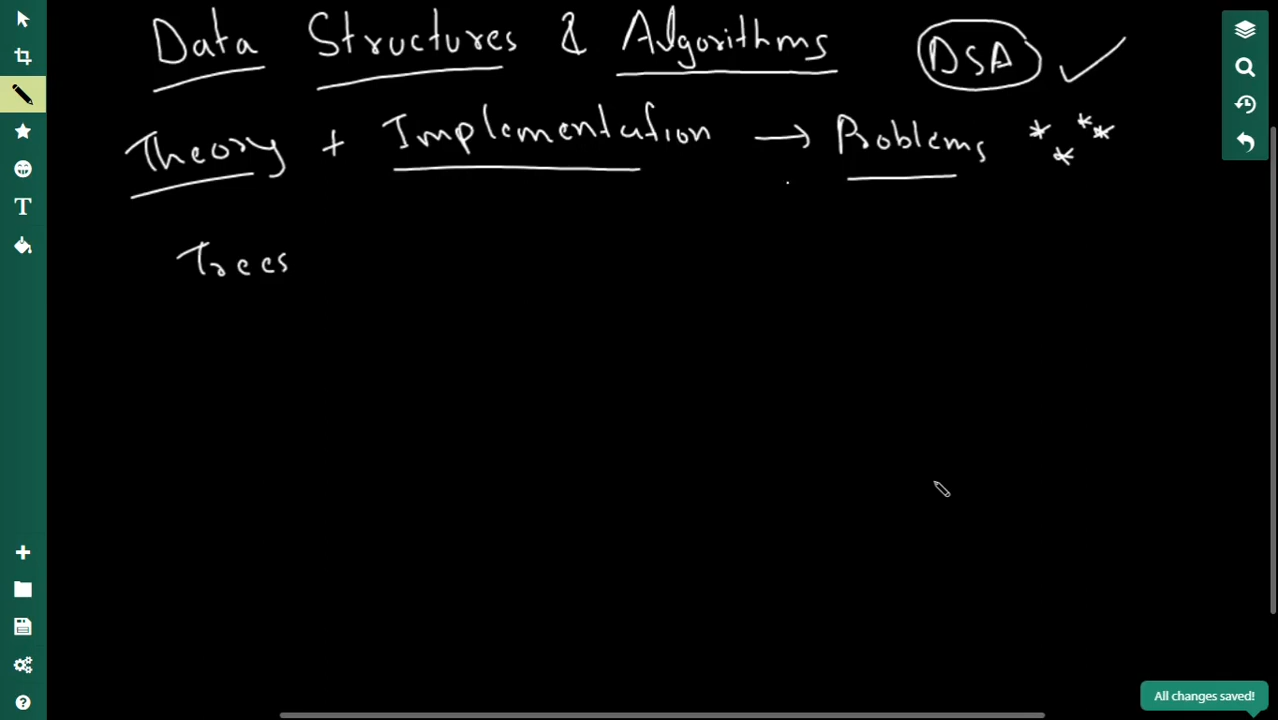 Data Structures & Algorithms DSA
Theory + Implementation → Problems ****
Trees
T
?
All changes saved!